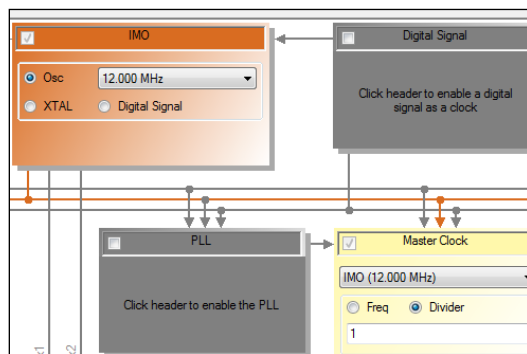 IMO
Digital Signal
Osc
12.000 MHz
Click header to enable a digital
signal as a clock
XTAL
Digital Signal
PLL
Master Clock
Click header to enable the PLL
IMO (12.000 MHz)
Freq
Divider
1
x2